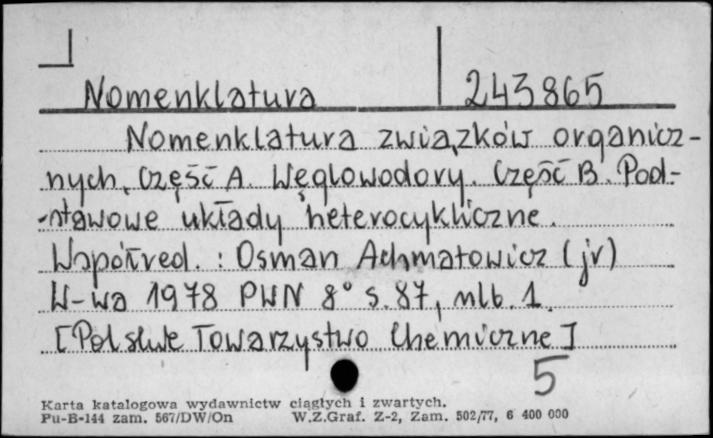 Nomenklatura 243865
Nomenklatura związków organicz-
nych. Część A. Węglowodory. Część B. Pod-
-stawowe układy heterocykliczne.
Współred.: Osman Achmatowicz (jr)
W-wa 1978 PWN 8° s. 87, nlb. 1.
[Polskie Towarzystwo Chemiczne]
5
Karta katalogowa wydawnictw ciągłych i zwartych.
Pu-B-144 zam. 567/DW/On W.Z.Graf. Z-2, Zam. 502/77, 6 400 000